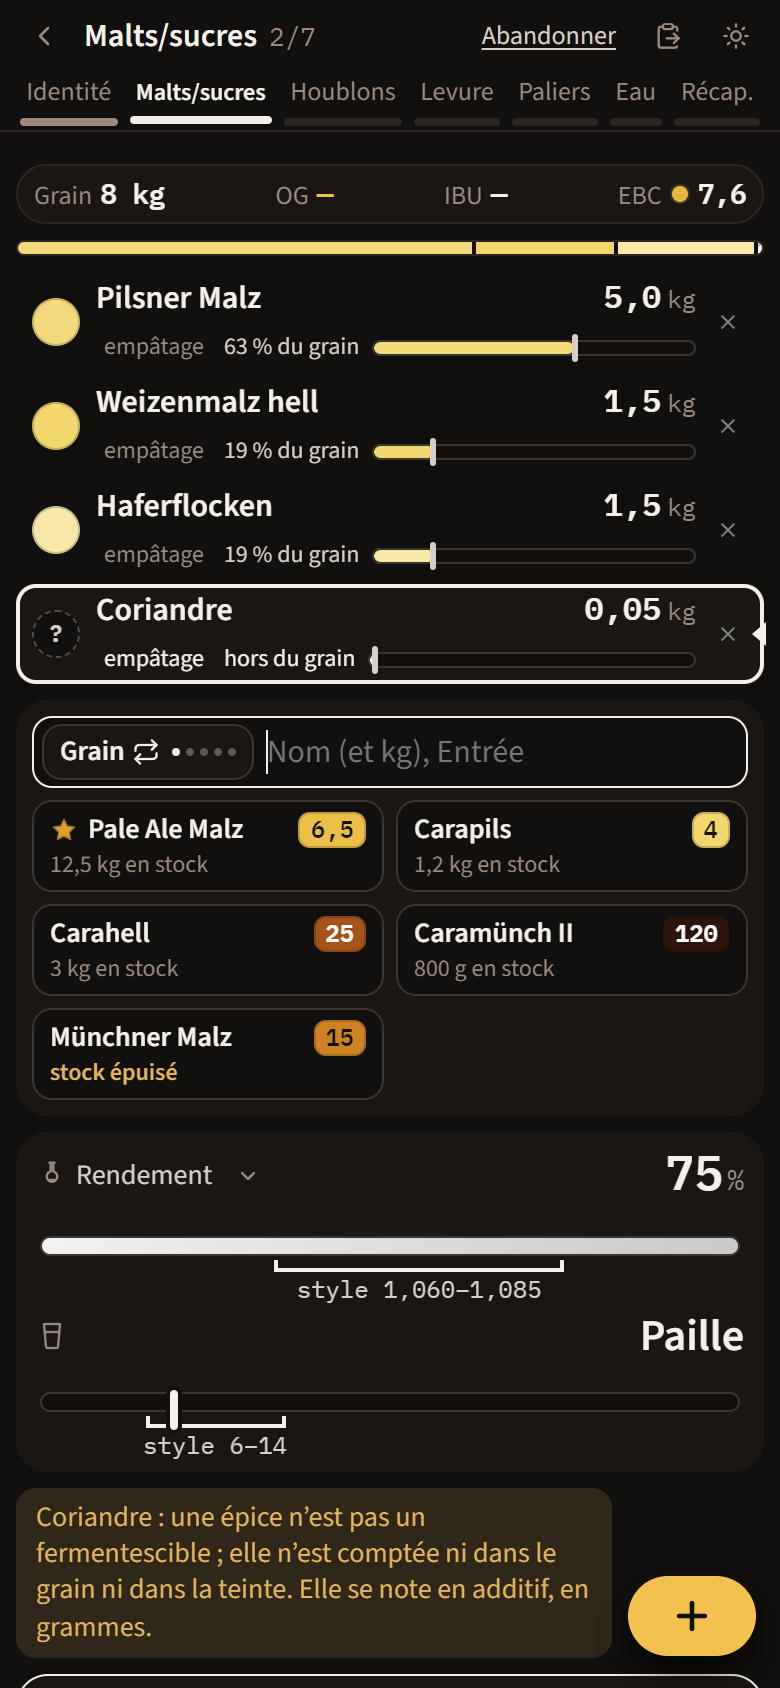 Malts/sucres 2/7 Abandonner
Identité Malts/sucres Houblons Levure Paliers Eau Récap.
Grain 8 kg OG – IBU – EBC 7,6
Pilsner Malz 5,0 kg
empâtage 63 % du grain
Weizenmalz hell 1,5 kg
empâtage 19 % du grain
Haferflocken 1,5 kg
empâtage 19 % du grain
? Coriandre 0,05 kg
empâtage hors du grain
Grain Nom (et kg), Entrée
Pale Ale Malz 6,5
12,5 kg en stock
Carapils 4
1,2 kg en stock
Carahell 25
3 kg en stock
Caramünch II 120
800 g en stock
Münchner Malz 15
stock épuisé
Rendement 75 %
style 1,060–1,085
Paille
style 6–14
Coriandre : une épice n’est pas un
fermentescible ; elle n’est comptée ni dans le
grain ni dans la teinte. Elle se note en additif, en
grammes.